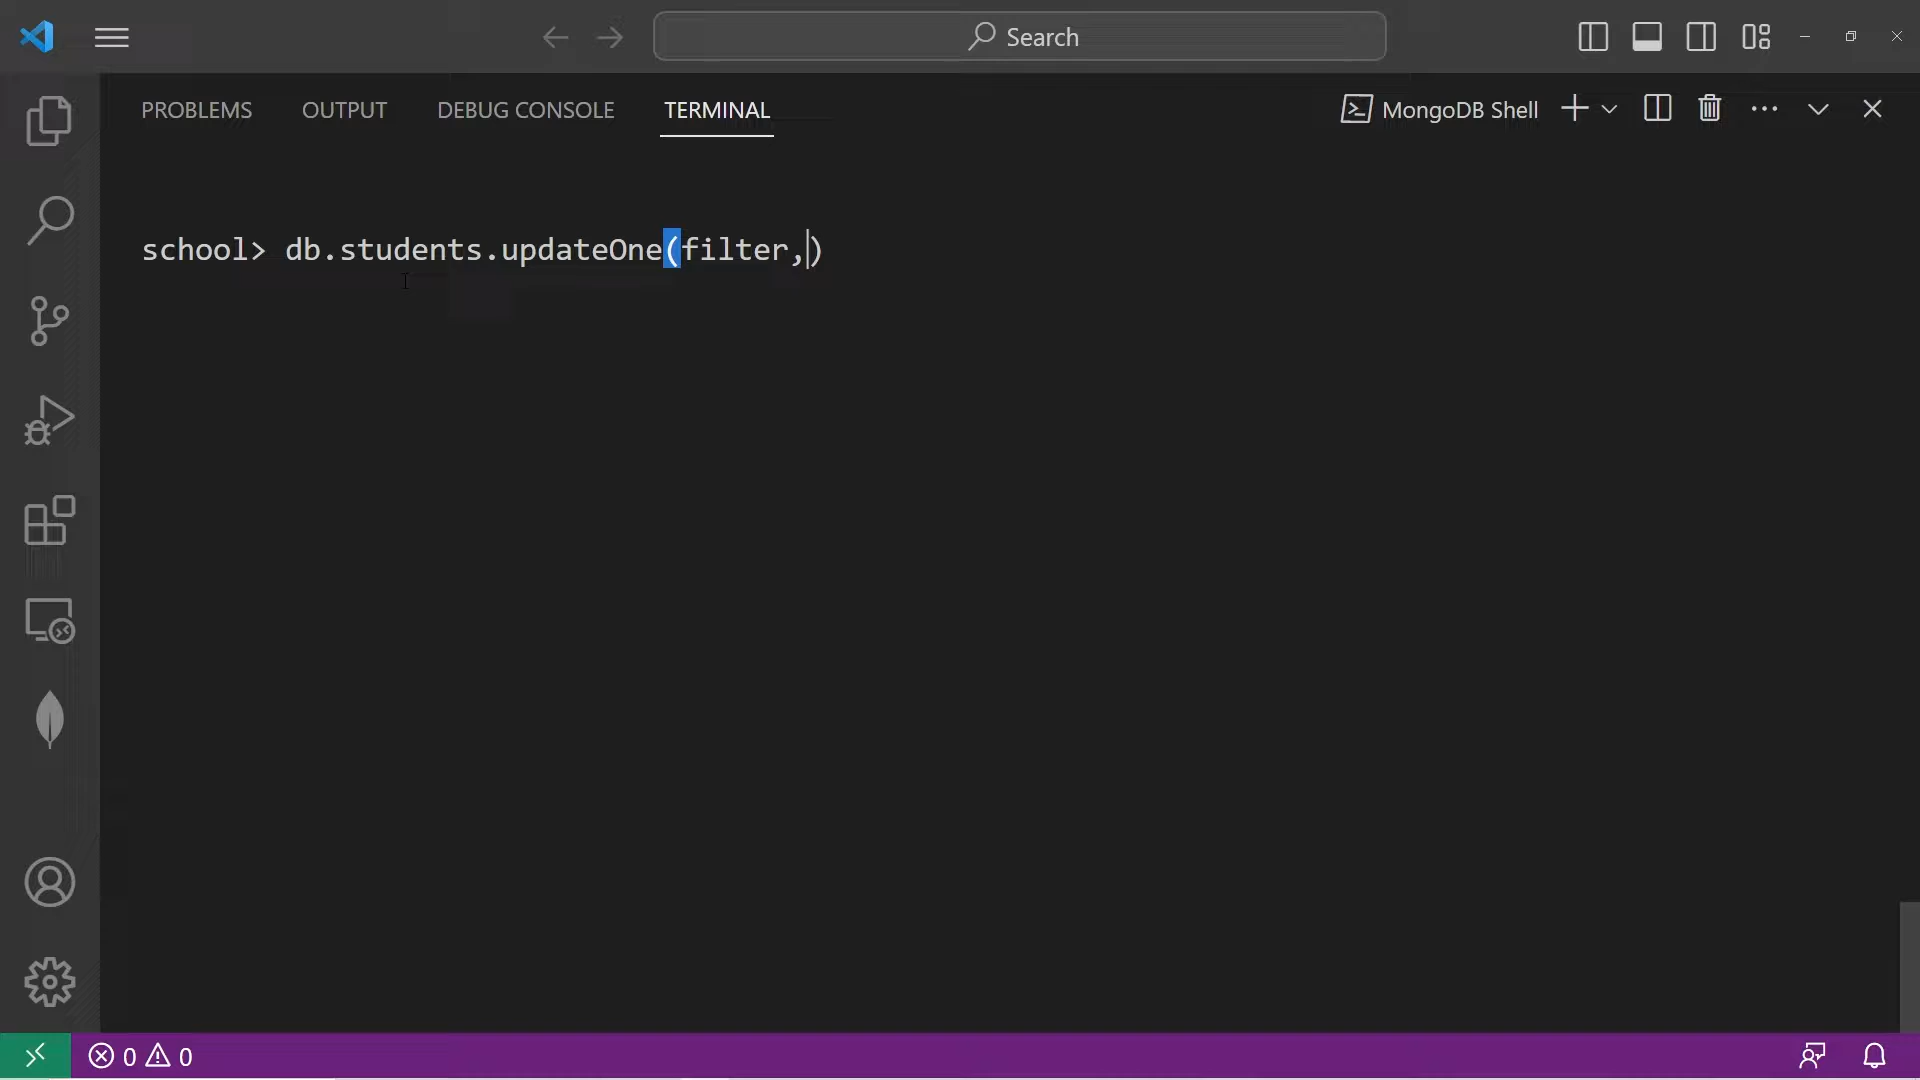 Search
PROBLEMS OUTPUT DEBUG CONSOLE TERMINAL MongoDB Shell
school> db.students.updateOne(filter,)
0 0